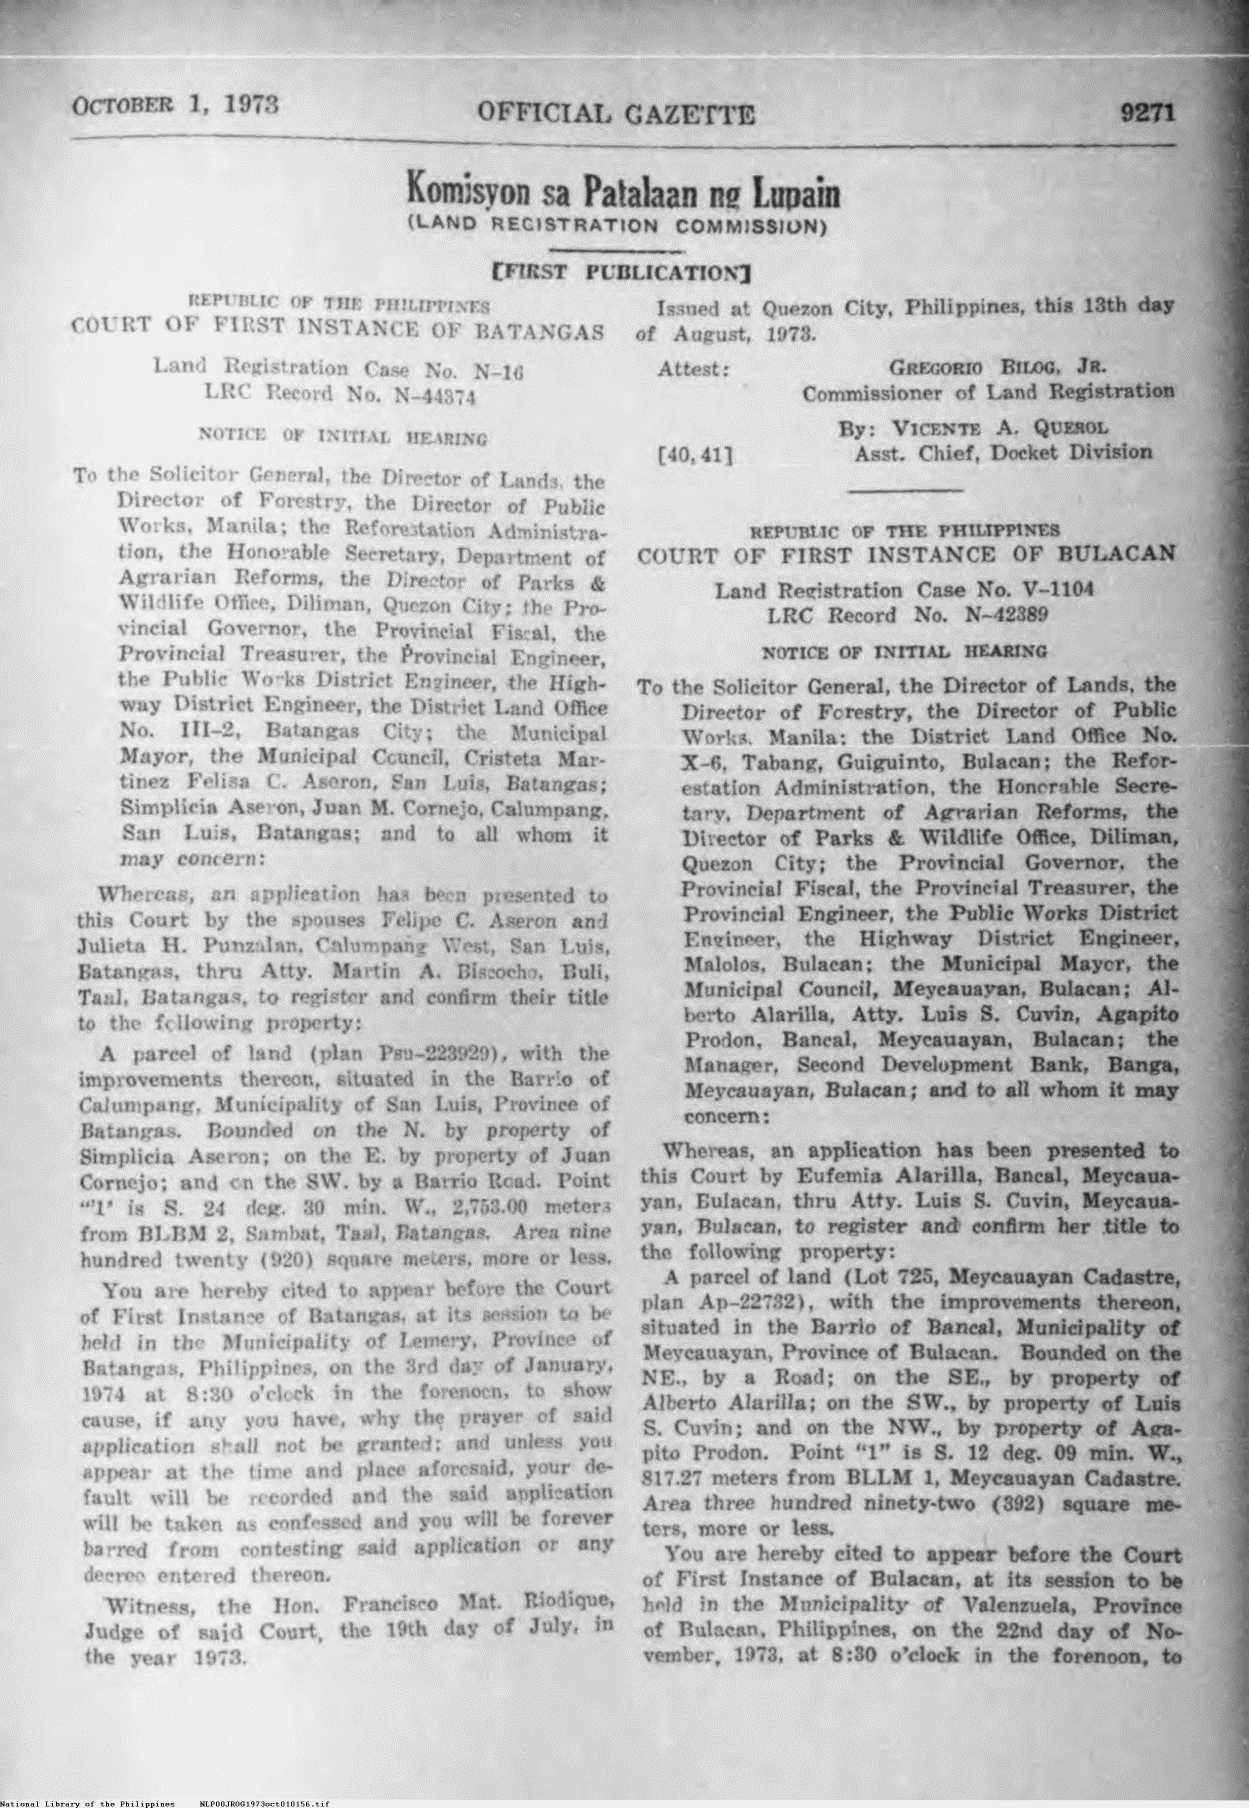 OCTOBER 1, 1973
OFFICIAL GAZETTE
9271
Komisyon sa Patalaan ng Lupain
(LAND REGISTRATION COMMISSION)
[FIRST PUBLICATION]
REPUBLIC OF THE PHILIPPINES
COURT OF FIRST INSTANCE OF BATANGAS
Land Registration Case No. N-16
LRC Record No. N-44374
NOTICE OF INITIAL HEARING
To the Solicitor General, the Director of Lands, the
Director of Forestry, the Director of Public
Works, Manila; the Reforestation Administra-
tion, the Honorable Secretary, Department of
Agrarian Reforms, the Director of Parks &
Wildlife Office, Diliman, Quezon City; the Pro-
vincial Governor, the Provincial Fiscal, the
Provincial Treasurer, the Provincial Engineer,
the Public Works District Engineer, the High-
way District Engineer, the District Land Office
No. III-2, Batangas City; the Municipal
Mayor, the Municipal Council, Cristeta Mar-
tinez Felisa C. Aseron, San Luis, Batangas;
Simplicia Aseron, Juan M. Cornejo, Calumpang,
San Luis, Batangas; and to all whom it
may concern:
Whereas, an application has been presented to
this Court by the spouses Felipe C. Aseron and
Julieta H. Punzalan, Calumpang West, San Luis,
Batangas, thru Atty. Martin A. Biscocho, Buli,
Taal, Batangas, to register and confirm their title
to the following property:
A parcel of land (plan Psu-223929), with the
improvements thereon, situated in the Barrio of
Calumpang, Municipality of San Luis, Province of
Batangas. Bounded on the N. by property of
Simplicia Aseron; on the E. by property of Juan
Cornejo; and on the SW. by a Barrio Road. Point
"1" is S. 24 deg. 30 min. W., 2,753.00 meters
from BLBM 2, Sambat, Taal, Batangas. Area nine
hundred twenty (920) square meters, more or less.
You are hereby cited to appear before the Court
of First Instance of Batangas, at its session to be
held in the Municipality of Lemery, Province of
Batangas, Philippines, on the 3rd day of January,
1974 at 8:30 o'clock in the forenoon, to show
cause, if any you have, why the prayer of said
application shall not be granted; and unless you
appear at the time and place aforesaid, your de-
fault will be recorded and the said application
will be taken as confessed and you will be forever
barred from contesting said application or any
decree entered thereon.
Witness, the Hon. Francisco Mat. Riodique,
Judge of said Court, the 19th day of July, in
the year 1973.
Issued at Quezon City, Philippines, this 13th day
of August, 1973.
Attest: GREGORIO BILOG, JR.
Commissioner of Land Registration
By: VICENTE A. QUEROL
[40, 41] Asst. Chief, Docket Division
REPUBLIC OF THE PHILIPPINES
COURT OF FIRST INSTANCE OF BULACAN
Land Registration Case No. V-1104
LRC Record No. N-42389
NOTICE OF INITIAL HEARING
To the Solicitor General, the Director of Lands, the
Director of Forestry, the Director of Public
Works, Manila; the District Land Office No.
X-6, Tabang, Guiguinto, Bulacan; the Refor-
estation Administration, the Honorable Secre-
tary, Department of Agrarian Reforms, the
Director of Parks & Wildlife Office, Diliman,
Quezon City; the Provincial Governor, the
Provincial Fiscal, the Provincial Treasurer, the
Provincial Engineer, the Public Works District
Engineer, the Highway District Engineer,
Malolos, Bulacan; the Municipal Mayor, the
Municipal Council, Meycauayan, Bulacan; Al-
berto Alarilla, Atty. Luis S. Cuvin, Agapito
Prodon, Bancal, Meycauayan, Bulacan; the
Manager, Second Development Bank, Banga,
Meycauayan, Bulacan; and to all whom it may
concern:
Whereas, an application has been presented to
this Court by Eufemia Alarilla, Bancal, Meycaua-
yan, Bulacan, thru Atty. Luis S. Cuvin, Meycaua-
yan, Bulacan, to register and confirm her title to
the following property:
A parcel of land (Lot 725, Meycauayan Cadastre,
plan Ap-22732), with the improvements thereon,
situated in the Barrio of Bancal, Municipality of
Meycauayan, Province of Bulacan. Bounded on the
NE., by a Road; on the SE., by property of
Alberto Alarilla; on the SW., by property of Luis
S. Cuvin; and on the NW., by property of Aga-
pito Prodon. Point "1" is S. 12 deg. 09 min. W.,
817.27 meters from BLLM 1, Meycauayan Cadastre.
Area three hundred ninety-two (392) square me-
ters, more or less.
You are hereby cited to appear before the Court
of First Instance of Bulacan, at its session to be
held in the Municipality of Valenzuela, Province
of Bulacan, Philippines, on the 22nd day of No-
vember, 1973, at 8:30 o'clock in the forenoon, to
National Library of the Philippines NLP00JROG1973oct010156.tif